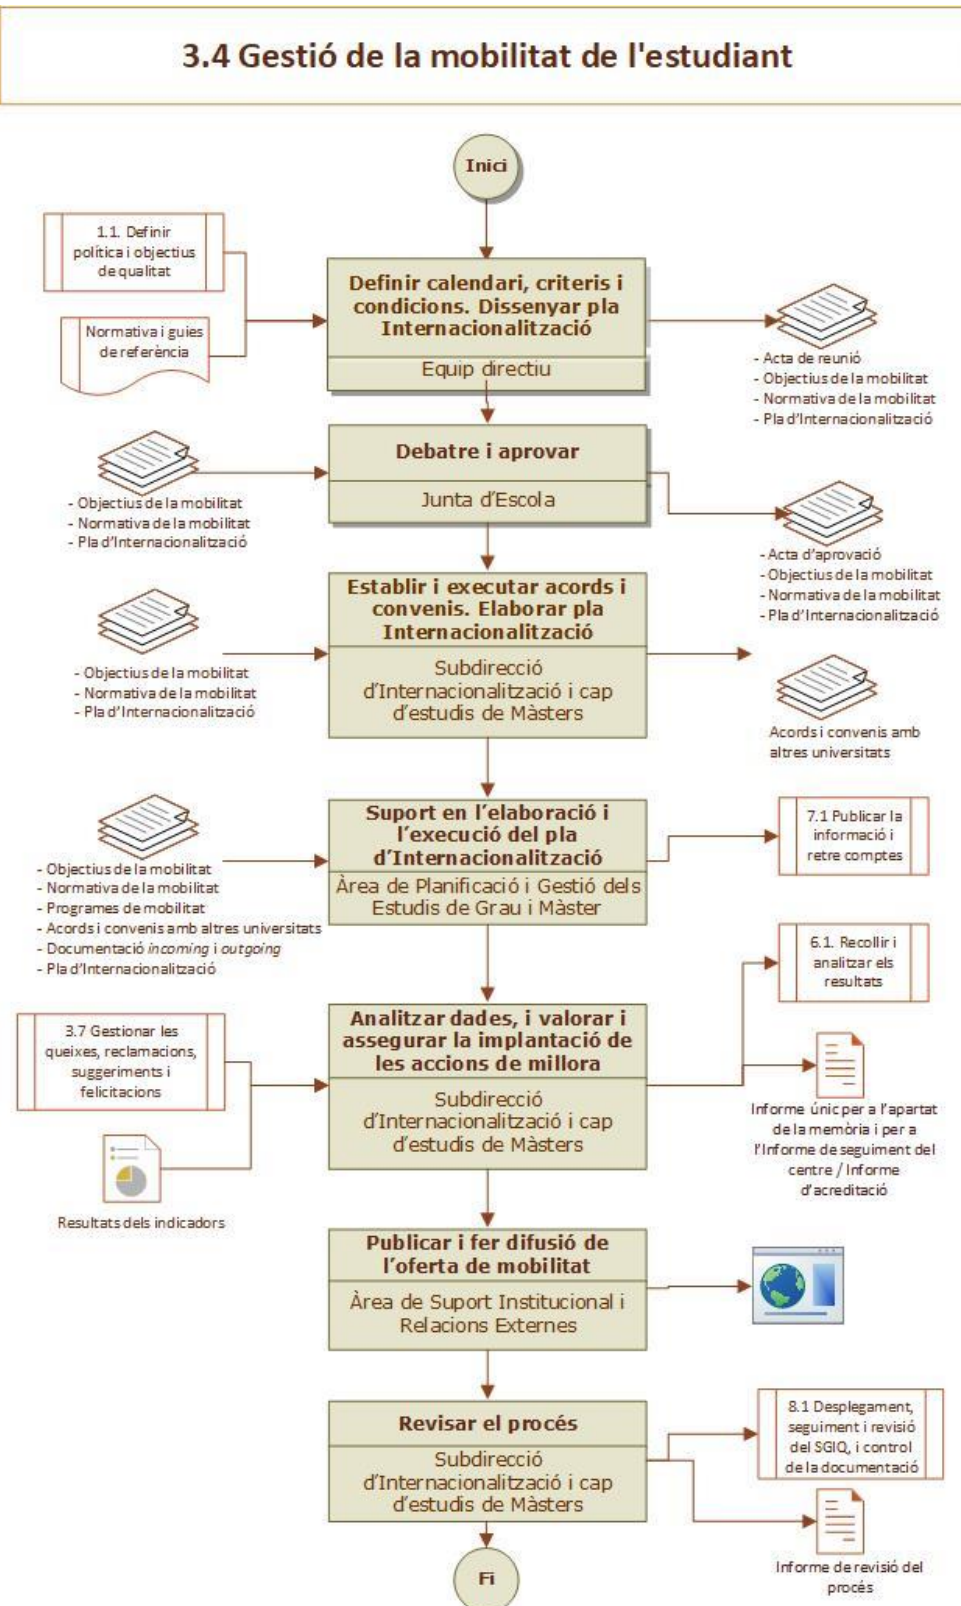 3.4 Gestió de la mobilitat de l'estudiant
Inici
1.1. Definir
política i objectius
de qualitat
Normativa i guies
de referència
Definir calendari, criteris i
condicions. Dissenyar pla
Internacionalització
Equip directiu
- Acta de reunió
- Objectius de la mobilitat
- Normativa de la mobilitat
- Pla d'Internacionalització
- Objectius de la mobilitat
- Normativa de la mobilitat
- Pla d'Internacionalització
Debatre i aprovar
Junta d'Escola
- Acta d'aprovació
- Objectius de la mobilitat
- Normativa de la mobilitat
- Pla d'Internacionalització
- Objectius de la mobilitat
- Normativa de la mobilitat
- Pla d'Internacionalització
Establir i executar acords i
convenis. Elaborar pla
Internacionalització
Subdirecció
d'Internacionalització i cap
d'estudis de Màsters
Acords i convenis amb
altres universitats
- Objectius de la mobilitat
- Normativa de la mobilitat
- Programes de mobilitat
- Acords i convenis amb altres universitats
- Documentació incoming i outgoing
- Pla d'Internacionalització
Suport en l'elaboració i
l'execució del pla
d'Internacionalització
Àrea de Planificació i Gestió dels
Estudis de Grau i Màster
7.1 Publicar la
informació i
retre comptes
6.1. Recollir i
analitzar els
resultats
3.7 Gestionar les
queixes, reclamacions,
suggeriments i
felicitacions
Resultats dels indicadors
Analitzar dades, i valorar i
assegurar la implantació de
les accions de millora
Subdirecció
d'Internacionalització i cap
d'estudis de Màsters
Informe únic per a l'apartat
de la memòria i per a
l'Informe de seguiment del
centre / Informe
d'acreditació
Publicar i fer difusió de
l'oferta de mobilitat
Àrea de Suport Institucional i
Relacions Externes
Revisar el procés
Subdirecció
d'Internacionalització i cap
d'estudis de Màsters
8.1 Desplegament,
seguiment i revisió
del SGIQ, i control
de la documentació
Informe de revisió del
procés
Fi